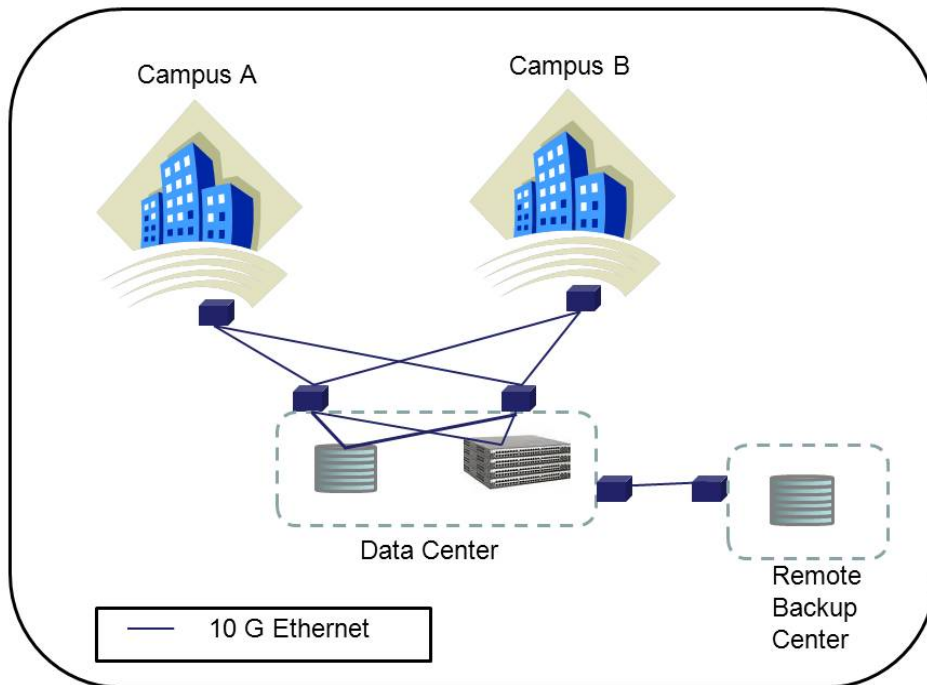 Campus A
Campus B
Data Center
Remote
Backup
Center
10 G Ethernet